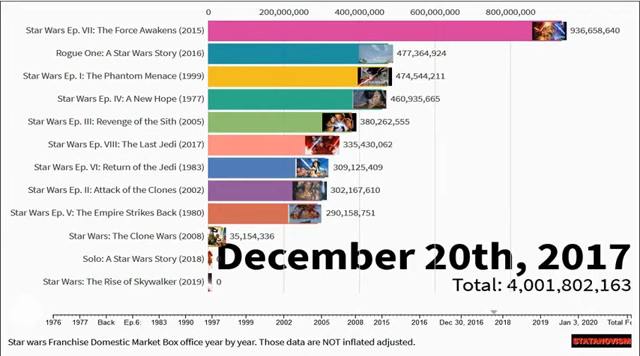 0 200,000,000 400,000,000 600,000,000 800,000,000
Star Wars Ep. VII: The Force Awakens (2015) 936,658,640
Rogue One: A Star Wars Story (2016) 477,364,924
Star Wars Ep. I: The Phantom Menace (1999) 474,544,211
Star Wars Ep. IV: A New Hope (1977) 460,935,665
Star Wars Ep. III: Revenge of the Sith (2005) 380,262,555
Star Wars Ep. VIII: The Last Jedi (2017) 335,430,062
Star Wars Ep. VI: Return of the Jedi (1983) 309,125,409
Star Wars Ep. II: Attack of the Clones (2002) 302,167,610
Star Wars Ep. V: The Empire Strikes Back (1980) 290,158,751
Star Wars: The Clone Wars (2008) 35,154,336
Solo: A Star Wars Story (2018) 0
Star Wars: The Rise of Skywalker (2019) 0
December 20th, 2017
Total: 4,001,802,163
1976 1977 Back Ep.6: 1983 1990 1997 1999 2002 2005 2008 2015 2016 Dec 30, 2016 2018 2019 Jan 3, 2020 Total Fr
Star wars Franchise Domestic Market Box office year by year. Those data are NOT inflated adjusted.
STATANOVISM